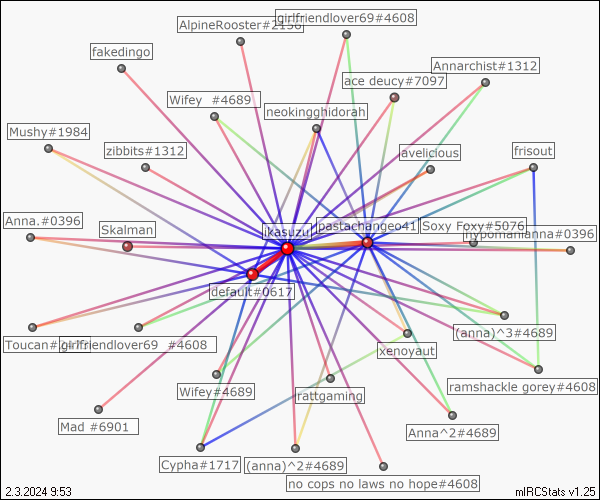 AlpineRooster#2156
girlfriendlover69#4608
fakedingo
Annarchist#1312
ace deucy#7097
Wifey #4689
neokingghidorah
Mushy#1984
zibbits#1312
avelicious
frisout
Anna.#0396
Skalman
ikasuzu
pastachangeo41
Soxy Foxy#5076
hypomanianna#0396
default#0617
(anna)^3#4689
girlfriendlover69 #4608
xenoyaut
Wifey#4689
rattgaming
ramshackle gorey#4608
Mad #6901
Anna^2#4689
Cypha#1717
(anna)^2#4689
no cops no laws no hope#4608
2.3.2024 9:53
mIRCStats v1.25